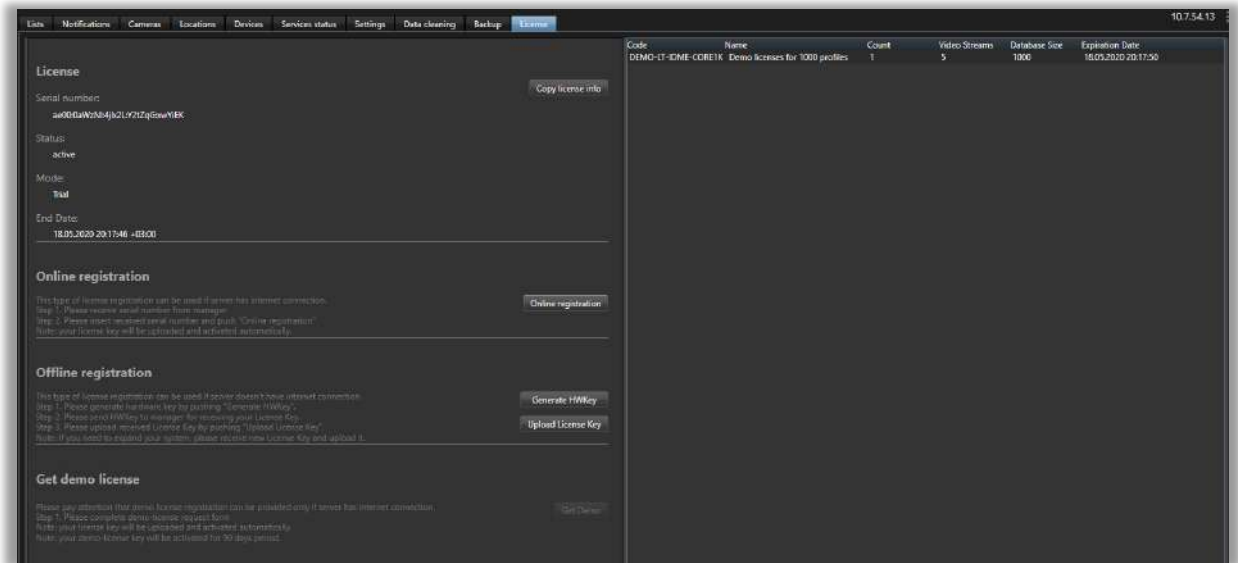 Lists Notifications Cameras Locations Devices Services status Settings Data cleaning Backup License
10.7.54.13
License
Copy license info
Serial number:
Status:
active
Mode:
Trial
End Date:
18.05.2020 20:17:46 +03:00
Online registration
This type of license registration can be used if server has internet connection.
Step 1. Please receive serial number from manager
Step 2. Please insert received serial number and push "Online registration"
Note: your license key will be uploaded and activated automatically.
Online registration
Offline registration
This type of license registration can be used if server doesn't have internet connection.
Step 1. Please generate hardware key by pushing "Generate HWKey".
Step 2. Please send HWKey to manager for receiving your License Key.
Step 3. Please upload received License Key by pushing "Upload License Key".
Note: If you need to expand your system, please receive new License Key and upload it.
Generate HWKey
Upload License Key
Get demo license
Please pay attention that demo license registration can be provided only if server has internet connection.
Step 1. Please complete demo-license request form
Note: your license key will be uploaded and activated automatically
Note: your demo-license key will be activated for 90 days period.
Get Demo
Code Name Count Video Streams Database Size Expiration Date
DEMO-LT-IDME-CORE1K Demo licenses for 1000 profiles 1 5 1000 18.05.2020 20:17:50